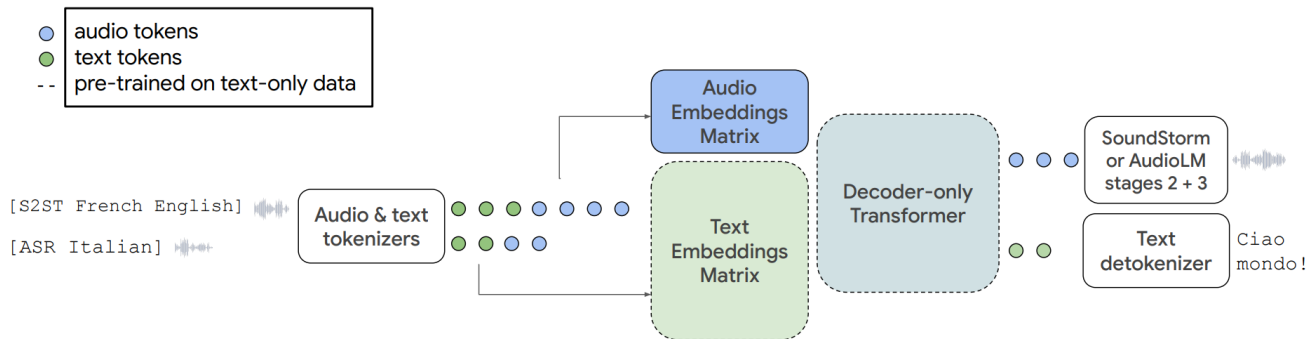 audio tokens
text tokens
-- pre-trained on text-only data
Audio
Embeddings
Matrix
[S2ST French English]
[ASR Italian]
Audio & text
tokenizers
Text
Embeddings
Matrix
Decoder-only
Transformer
SoundStorm
or AudioLM
stages 2 + 3
Text
detokenizer
Ciao
mondo!